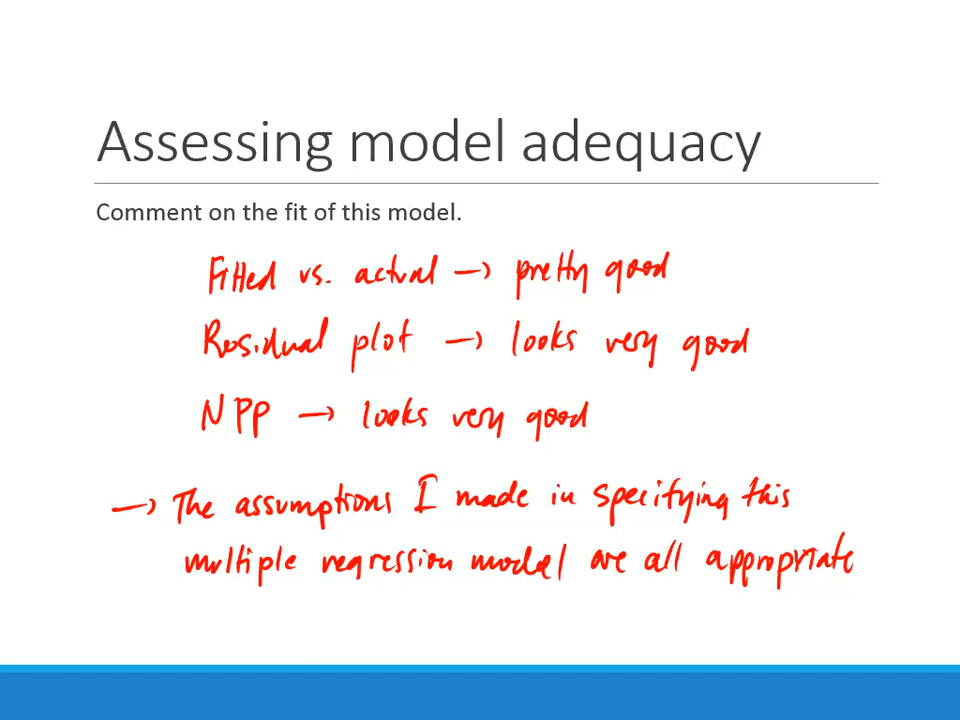 Assessing model adequacy
Comment on the fit of this model.
Fitted vs. actual → pretty good
Residual plot → looks very good
NPP → looks very good
→ The assumptions I made in specifying this
multiple regression model are all appropriate